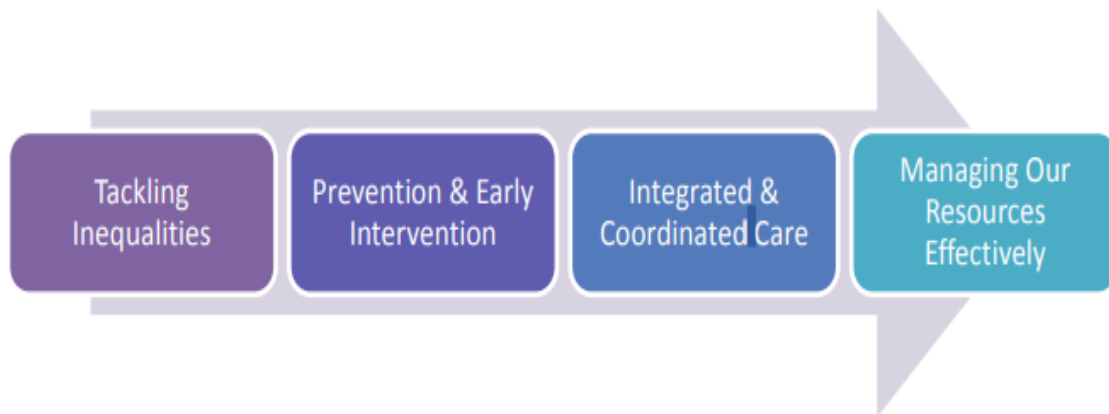 Tackling
Inequalities
Prevention & Early
Intervention
Integrated &
Coordinated Care
Managing Our
Resources
Effectively